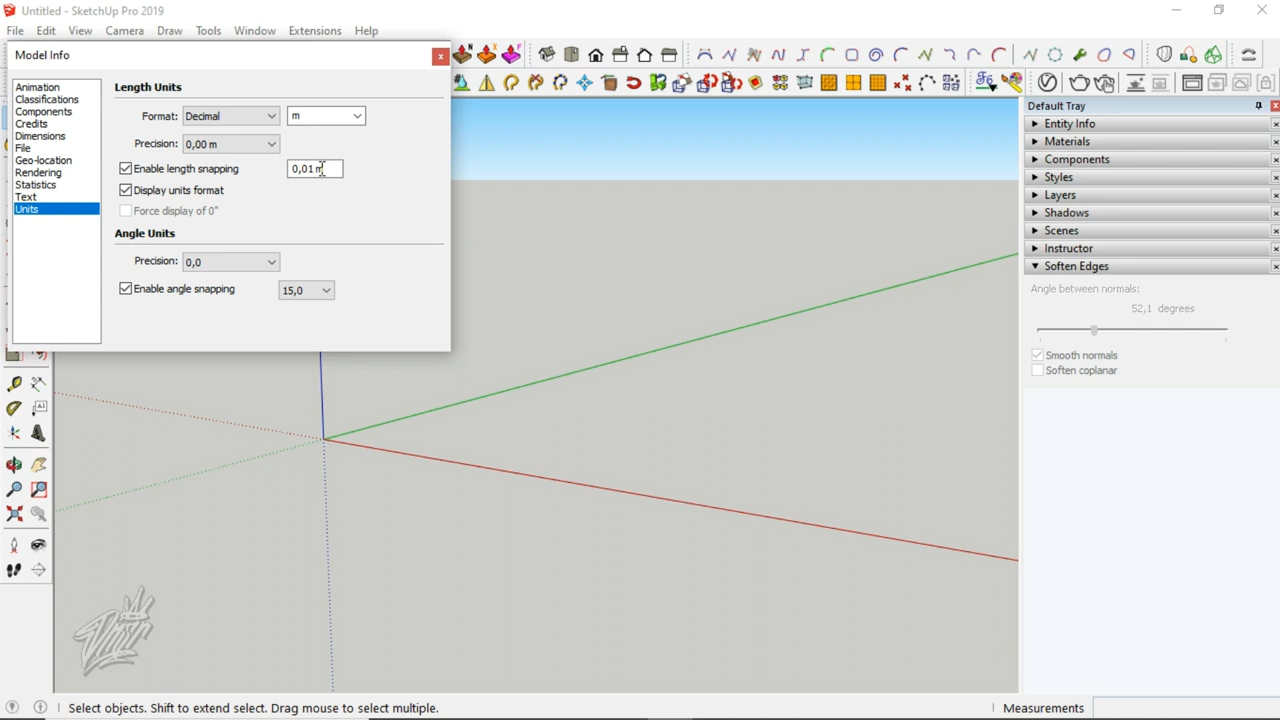 Untitled - SketchUp Pro 2019
File Edit View Camera Draw Tools Window Extensions Help
Model Info
Animation
Classifications
Components
Credits
Dimensions
File
Geo-location
Rendering
Statistics
Text
Units
Length Units
Format: Decimal m
Precision: 0,00 m
Enable length snapping 0,01m
Display units format
Force display of 0"
Angle Units
Precision: 0,0
Enable angle snapping 15,0
Default Tray
Entity Info
Materials
Components
Styles
Layers
Shadows
Scenes
Instructor
Soften Edges
Angle between normals:
52,1 degrees
Smooth normals
Soften coplanar
Select objects. Shift to extend select. Drag mouse to select multiple.
Measurements